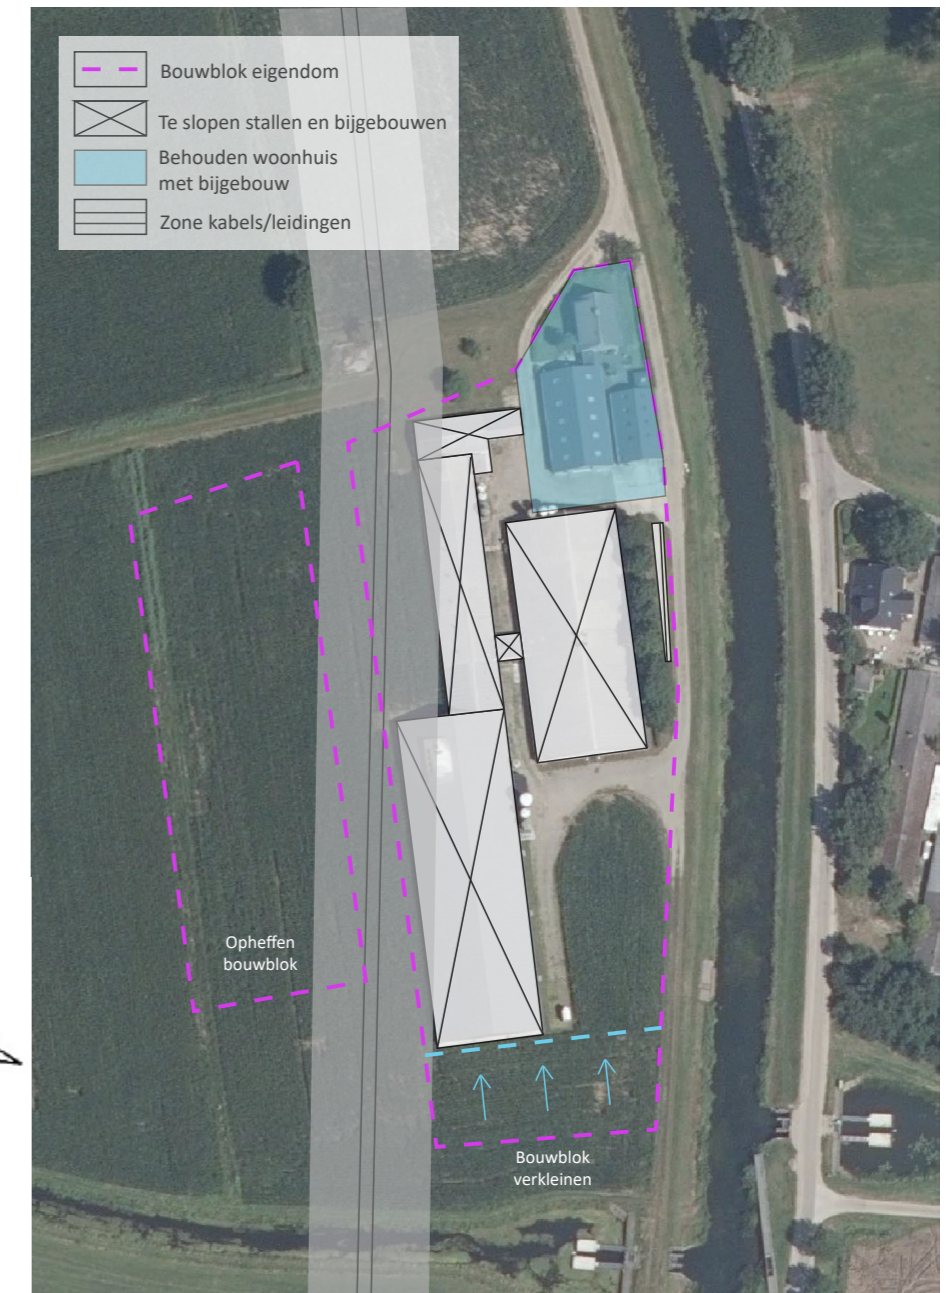 Bouwblok eigendom
Te slopen stallen en bijgebouwen
Behouden woonhuis
met bijgebouw
Zone kabels/leidingen
Opheffen
bouwblok
Bouwblok
verkleinen